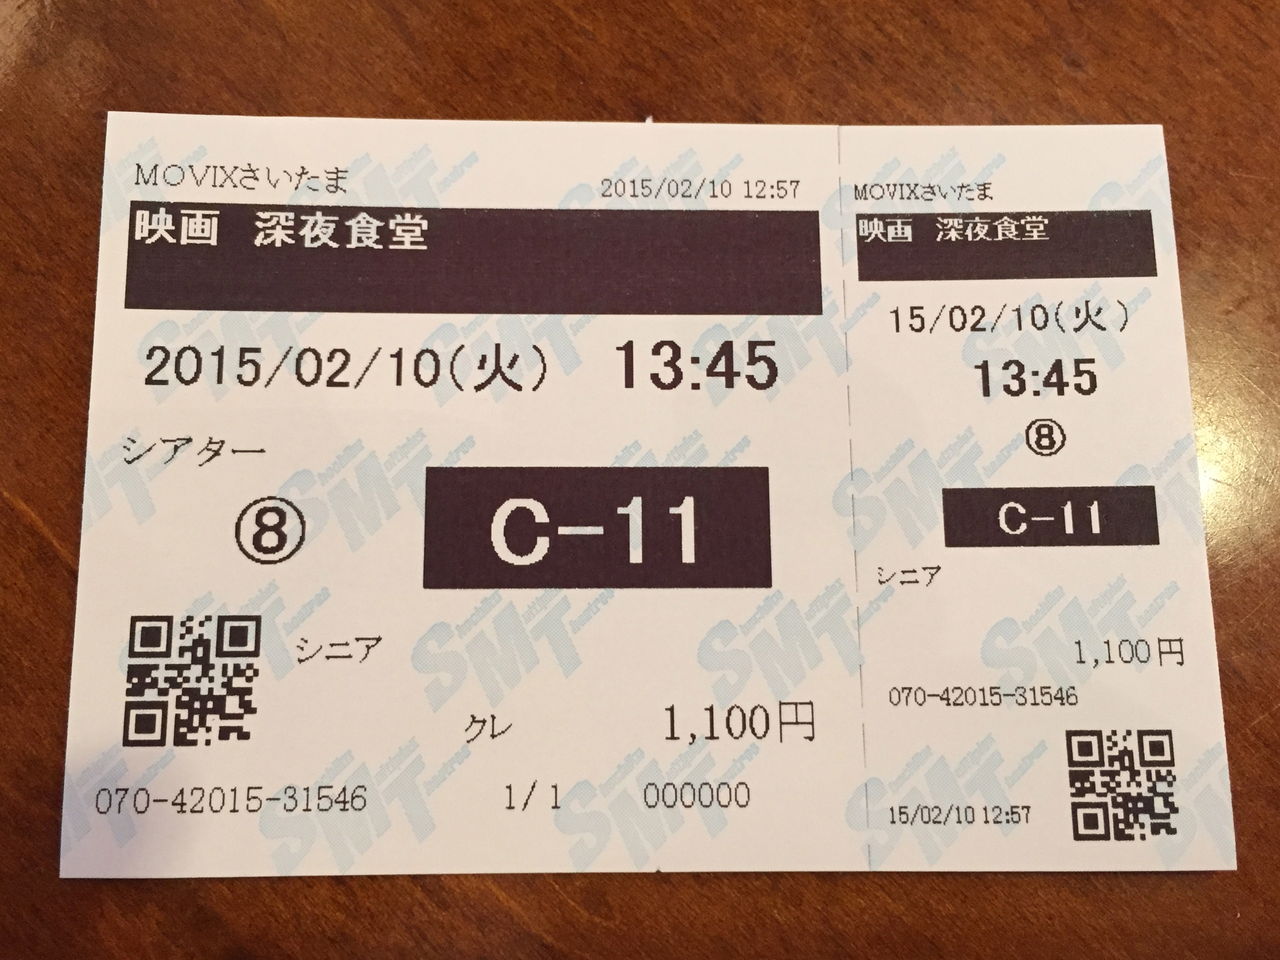 MOVIXさいたま
2015/02/10 12:57
映画 深夜食堂
2015/02/10(火) 13:45
シアター
⑧
C-11
シニア
クレ
1,100円
070-42015-31546
1/ 1
000000
MOVIXさいたま
映画 深夜食堂
15/02/10(火)
13:45
⑧
C-11
シニア
1,100円
070-42015-31546
15/02/10 12:57
SMT
Shochiku Multiplex Theatres